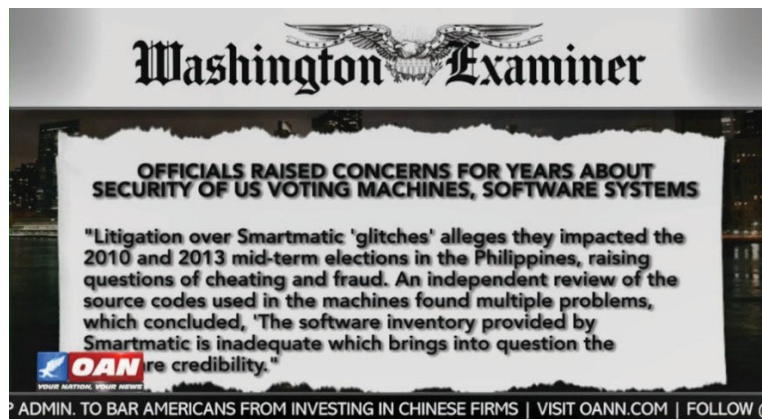 Washington Examiner
OFFICIALS RAISED CONCERNS FOR YEARS ABOUT
SECURITY OF US VOTING MACHINES, SOFTWARE SYSTEMS
"Litigation over Smartmatic 'glitches' alleges they impacted the
2010 and 2013 mid-term elections in the Philippines, raising
questions of cheating and fraud. An independent review of the
source codes used in the machines found multiple problems,
which concluded, 'The software inventory provided by
Smartmatic is inadequate which brings into question the
re credibility."
OAN
YOUR NATION, YOUR NEWS
P ADMIN. TO BAR AMERICANS FROM INVESTING IN CHINESE FIRMS | VISIT OANN.COM | FOLLOW